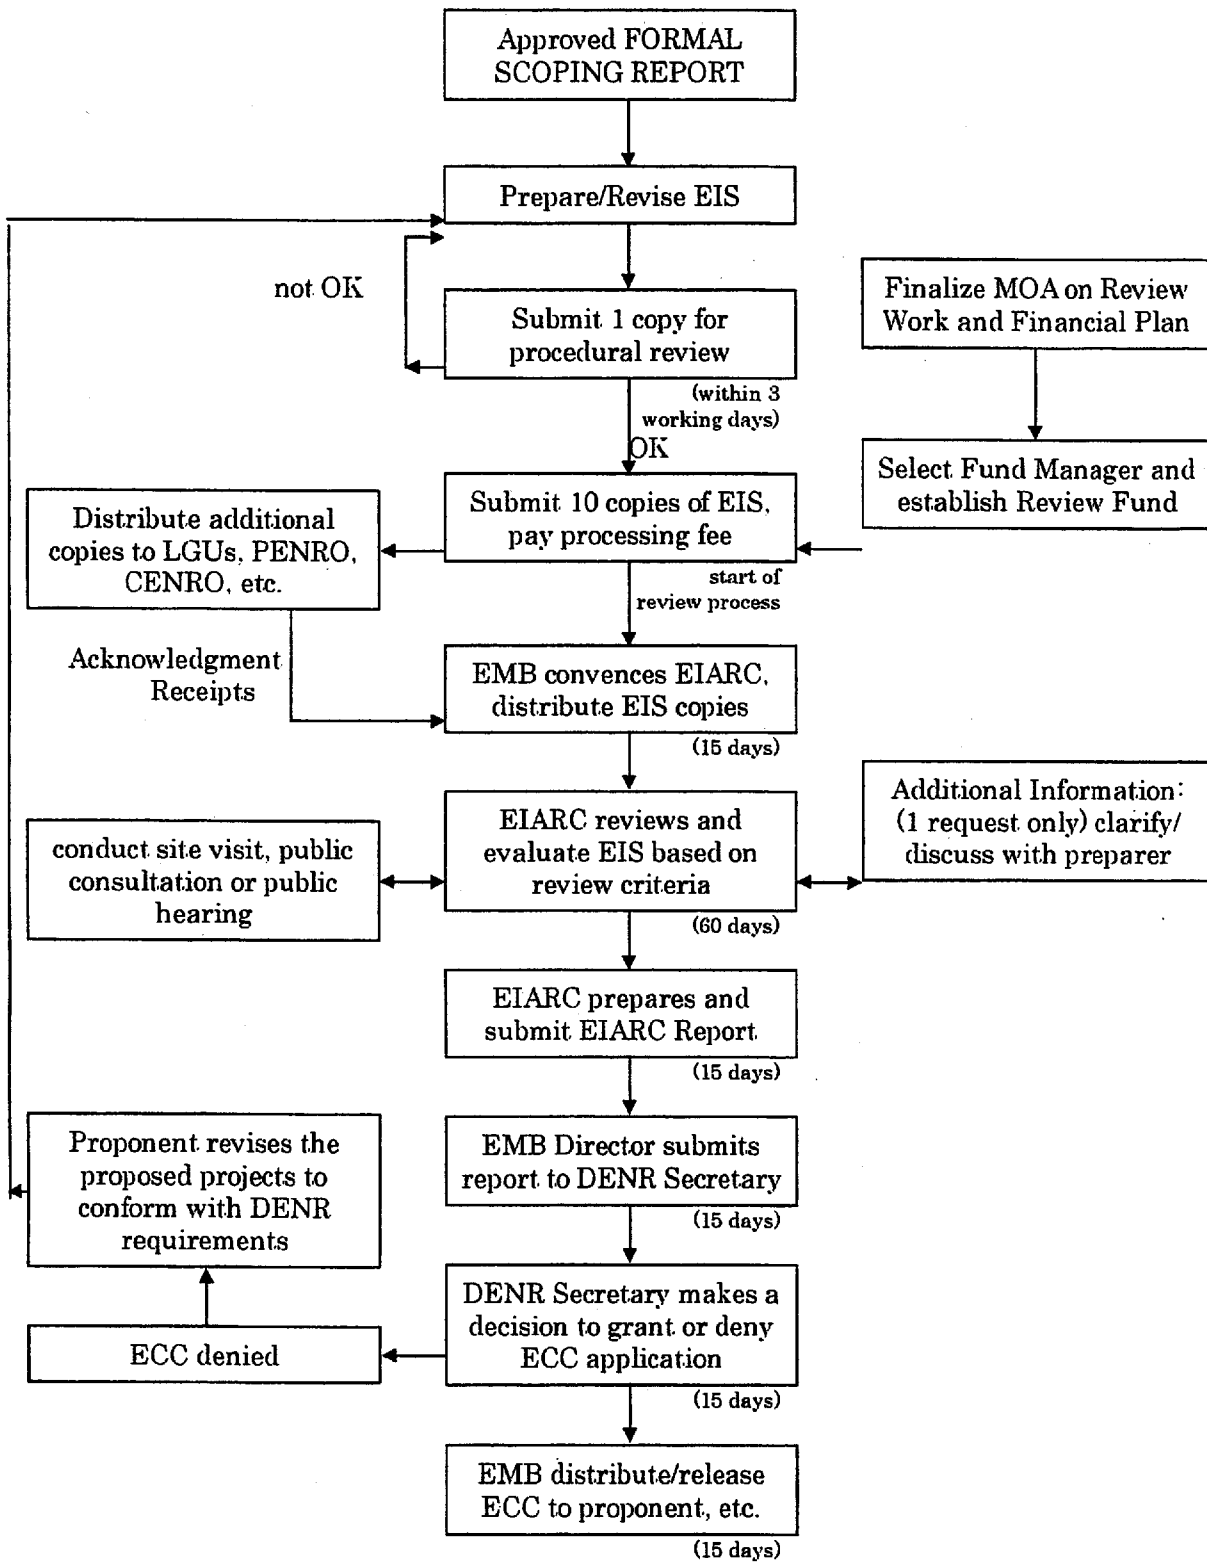 Approved FORMAL
SCOPING REPORT
Prepare/Revise EIS
not OK
Submit 1 copy for
procedural review
(within 3
working days)
OK
Finalize MOA on Review
Work and Financial Plan
Select Fund Manager and
establish Review Fund
Submit 10 copies of EIS,
pay processing fee
start of
review process
Distribute additional
copies to LGUs, PENRO,
CENRO, etc.
Acknowledgment
Receipts
EMB convences EIARC,
distribute EIS copies
(15 days)
EIARC reviews and
evaluate EIS based on
review criteria
(60 days)
conduct site visit, public
consultation or public
hearing
Additional Information:
(1 request only) clarify/
discuss with preparer
EIARC prepares and
submit EIARC Report
(15 days)
EMB Director submits
report to DENR Secretary
(15 days)
Proponent revises the
proposed projects to
conform with DENR
requirements
DENR Secretary makes a
decision to grant or deny
ECC application
(15 days)
ECC denied
EMB distribute/release
ECC to proponent, etc.
(15 days)